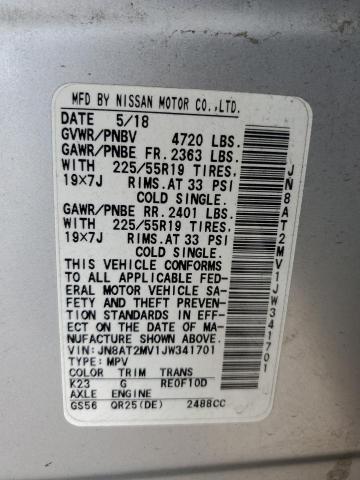 MFD BY NISSAN MOTOR CO.,LTD.
DATE 5/18
GVWR/PNBV 4720 LBS.
GAWR/PNBE FR. 2363 LBS.
WITH 225/55R19 TIRES,
19×7J RIMS.AT 33 PSI
COLD SINGLE.
GAWR/PNBE RR. 2401 LBS.
WITH 225/55R19 TIRES,
19×7J RIMS.AT 33 PSI
COLD SINGLE.
THIS VEHICLE CONFORMS
TO ALL APPLICABLE FED-
ERAL MOTOR VEHICLE SA-
FETY AND THEFT PREVENTION
STANDARDS IN EFFECT
ON THE DATE OF MA-
NUFACTURE SHOWN ABOVE.
VIN: JN8AT2MV1JW341701
TYPE: MPV
COLOR TRIM TRANS
K23 G RE0F10D
AXLE ENGINE
GS56 QR25(DE) 2488CC
JN8AT2MV1JW341701